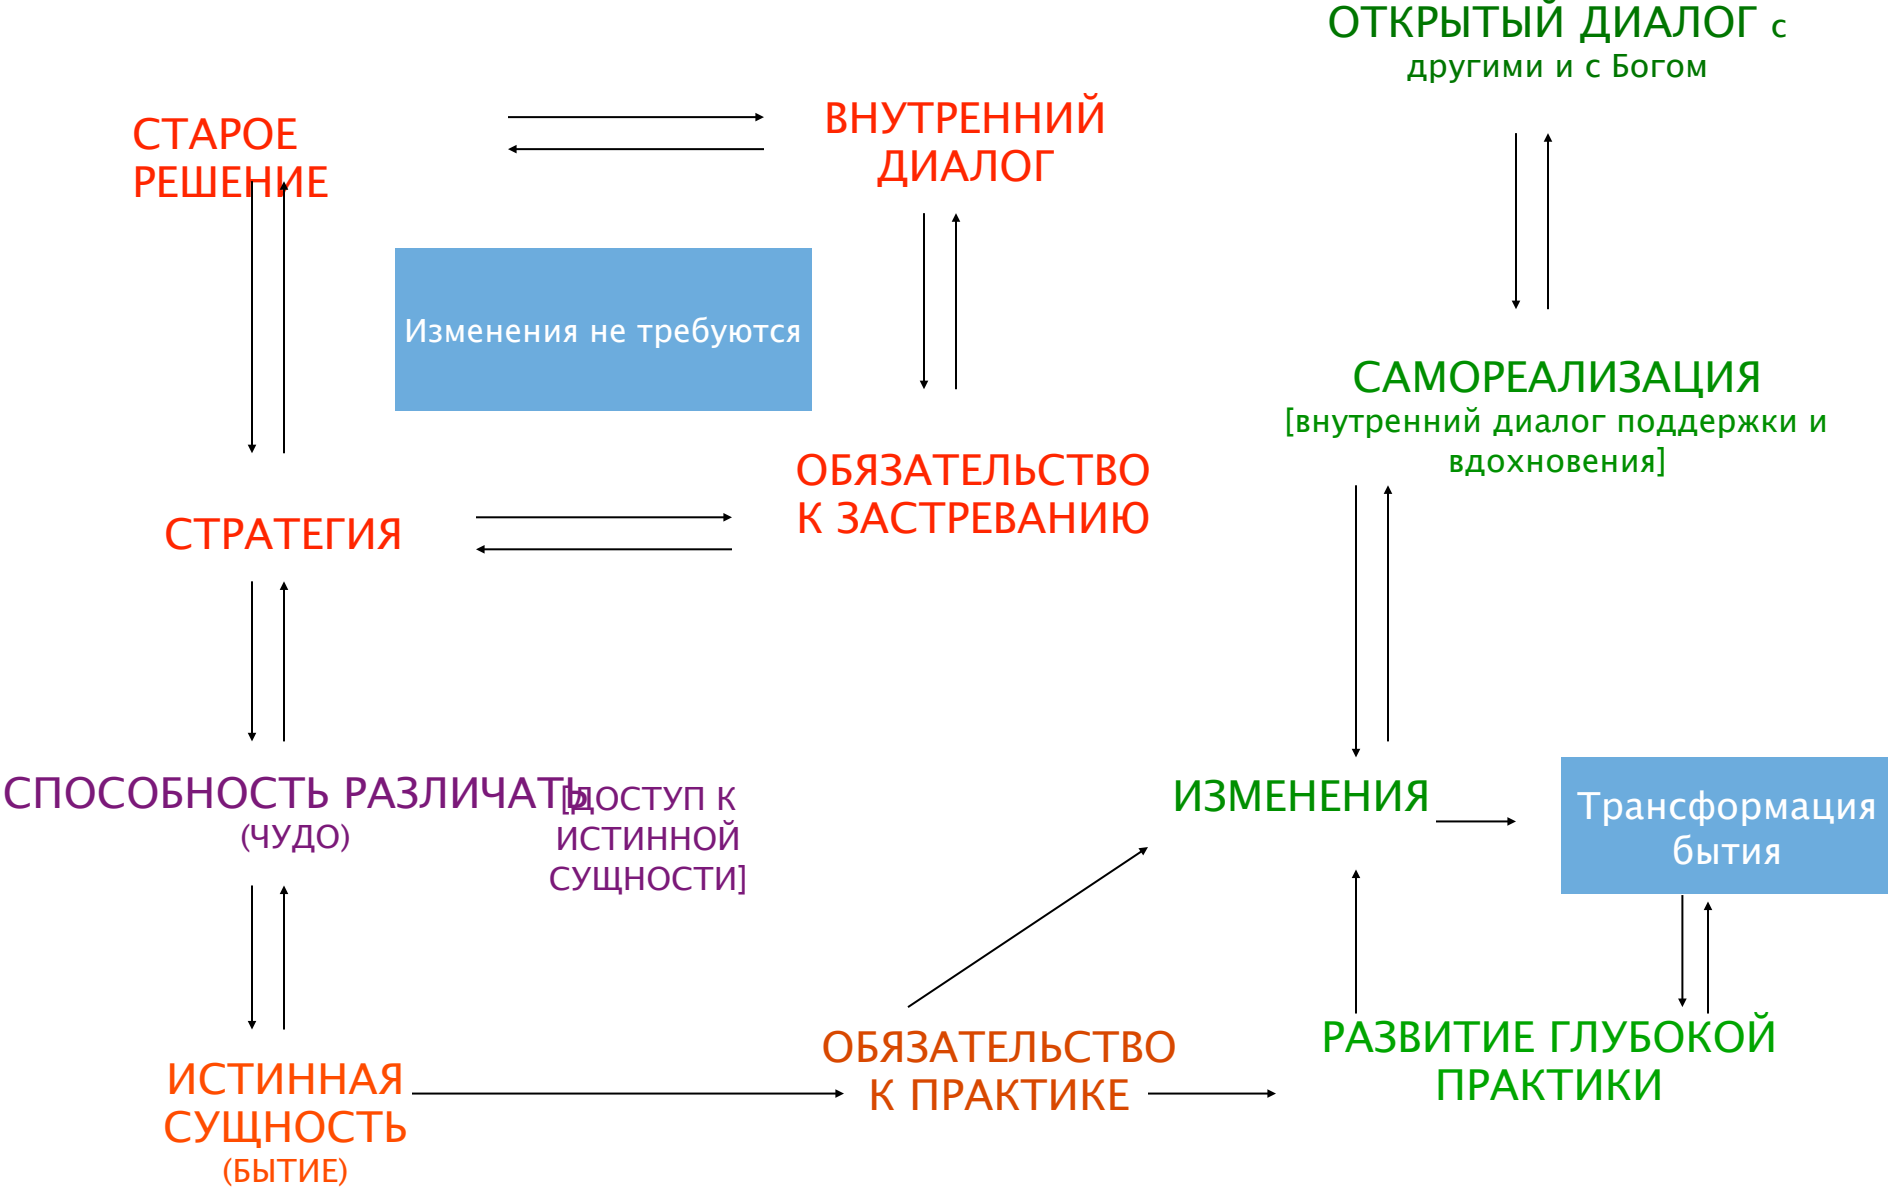 ОТКРЫТЫЙ ДИАЛОГ с
другими и с Богом
СТАРОЕ
РЕШЕНИЕ
ВНУТРЕННИЙ
ДИАЛОГ
Изменения не требуются
САМОРЕАЛИЗАЦИЯ
[внутренний диалог поддержки и
вдохновения]
СТРАТЕГИЯ
ОБЯЗАТЕЛЬСТВО
К ЗАСТРЕВАНИЮ
СПОСОБНОСТЬ РАЗЛИЧАТЬ
(ЧУДО)
[ДОСТУП К
ИСТИННОЙ
СУЩНОСТИ]
ИЗМЕНЕНИЯ
Трансформация
бытия
ИСТИННАЯ
СУЩНОСТЬ
(БЫТИЕ)
ОБЯЗАТЕЛЬСТВО
К ПРАКТИКЕ
РАЗВИТИЕ ГЛУБОКОЙ
ПРАКТИКИ